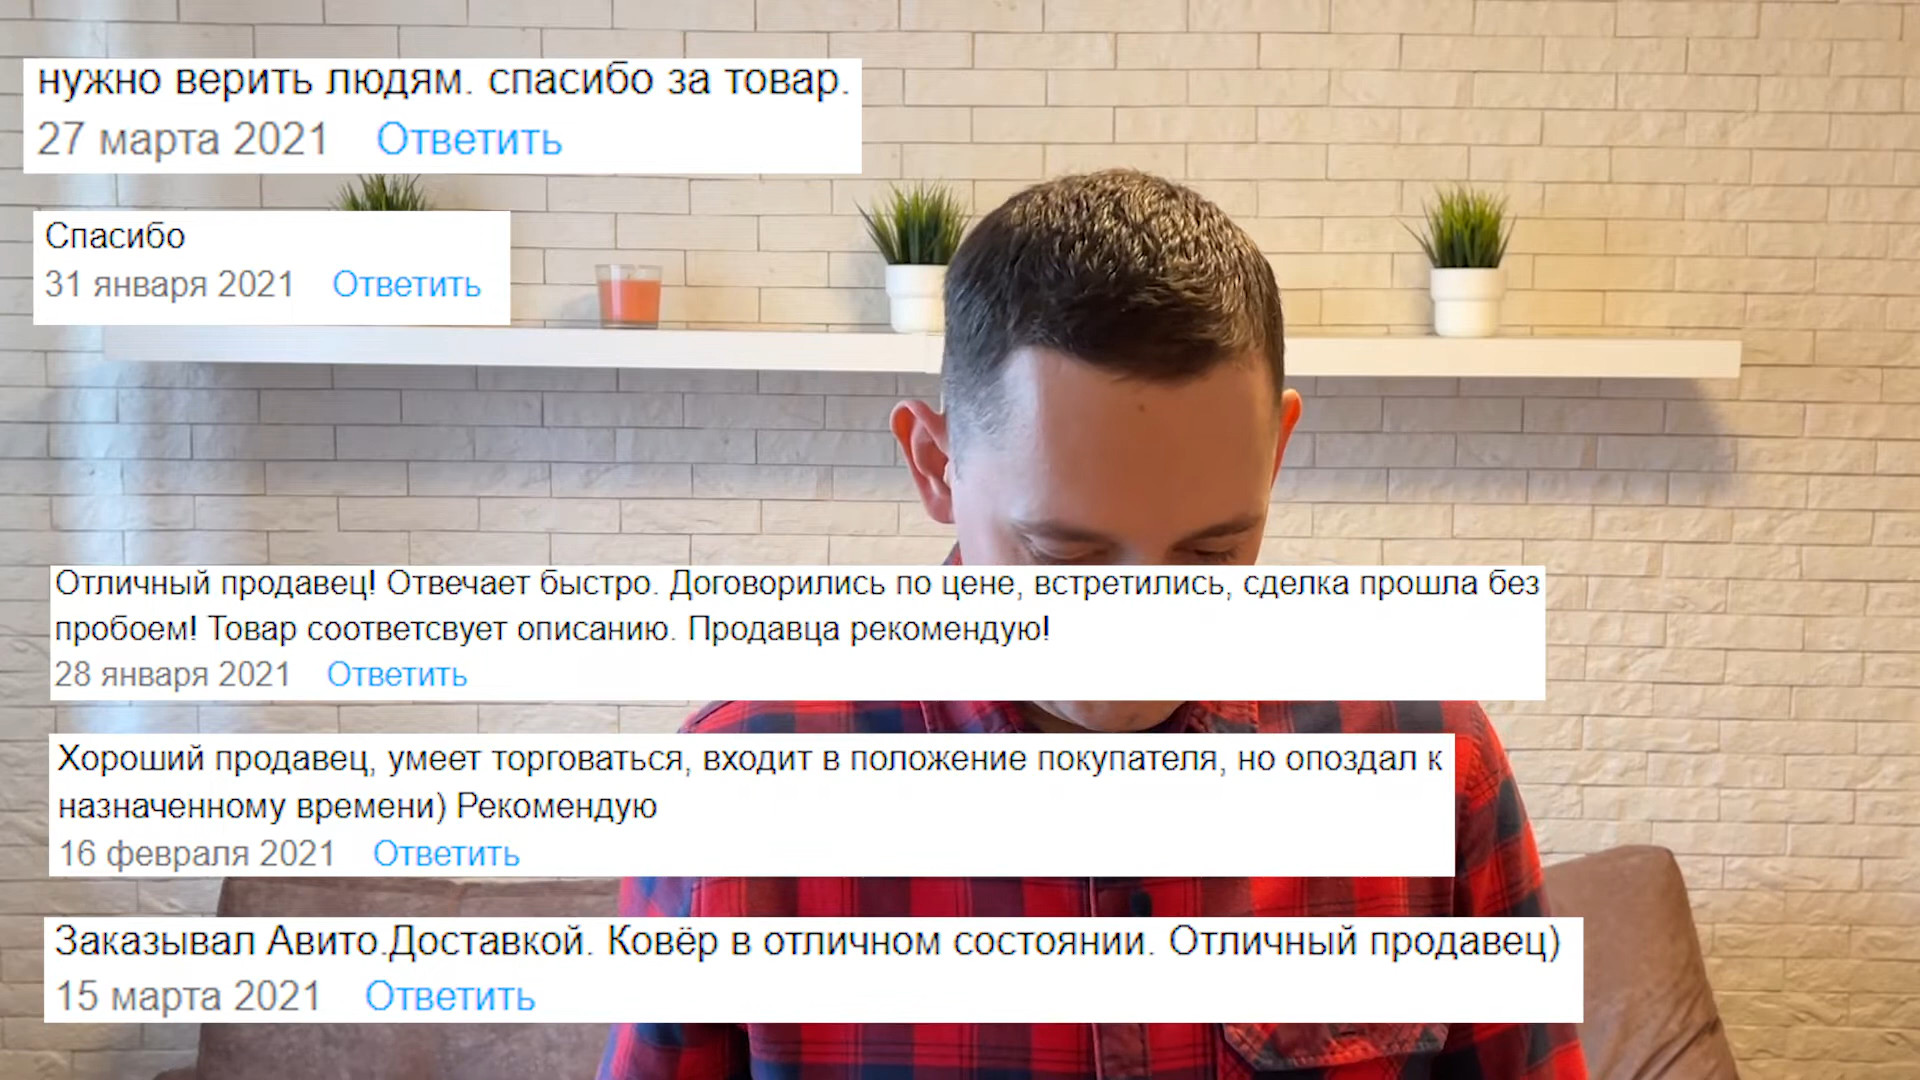 нужно верить людям. спасибо за товар.
27 марта 2021 Ответить
Спасибо
31 января 2021 Ответить
Отличный продавец! Отвечает быстро. Договорились по цене, встретились, сделка прошла без
пробоем! Товар соответсвует описанию. Продавца рекомендую!
28 января 2021 Ответить
Хороший продавец, умеет торговаться, входит в положение покупателя, но опоздал к
назначенному времени) Рекомендую
16 февраля 2021 Ответить
Заказывал Авито.Доставкой. Ковёр в отличном состоянии. Отличный продавец)
15 марта 2021 Ответить